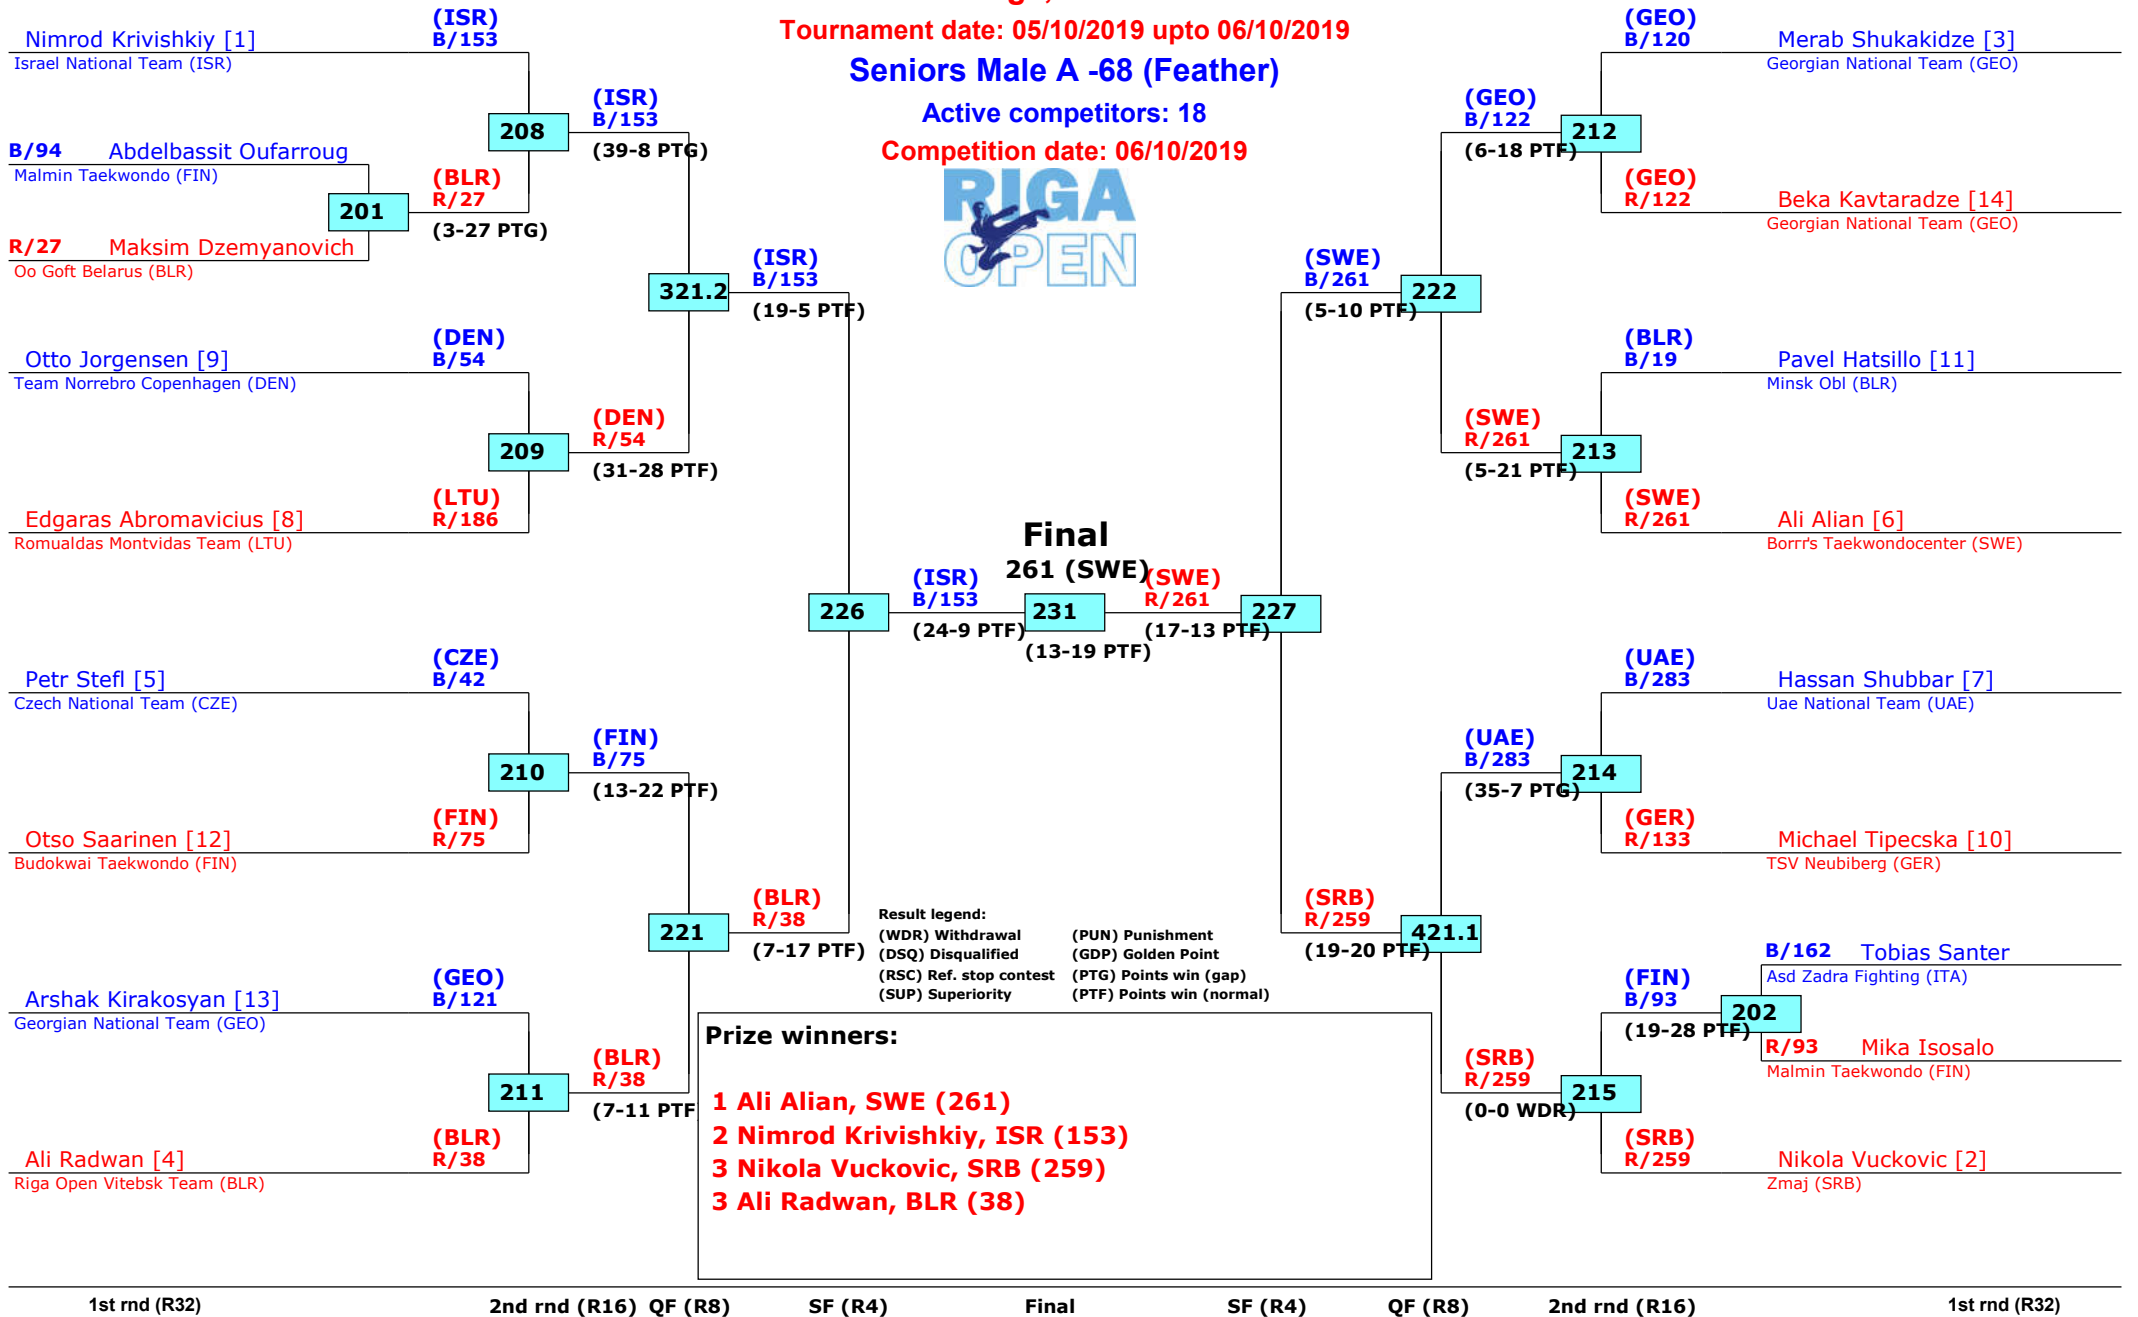 Tournament date: 05/10/2019 upto 06/10/2019
Seniors Male A -68 (Feather)
Active competitors: 18
Competition date: 06/10/2019
RIGA
OPEN
(ISR)
Nimrod Krivishkiy [1] B/153
Israel National Team (ISR)
(ISR)
B/153
208
(39-8 PTG)
B/94 Abdelbassit Oufarroug
Malmin Taekwondo (FIN)
(BLR)
R/27
201
(3-27 PTG)
R/27 Maksim Dzemyanovich
Oo Goft Belarus (BLR)
(ISR)
B/153
321.2
(19-5 PTF)
(DEN)
Otto Jorgensen [9] B/54
Team Norrebro Copenhagen (DEN)
(DEN)
R/54
209
(31-28 PTF)
(LTU)
Edgaras Abromavicius [8] R/186
Romualdas Montvidas Team (LTU)
Final
261 (SWE)
(ISR)
B/153
226
(24-9 PTF)
231
(13-19 PTF)
(SWE)
R/261
227
(17-13 PTF)
(CZE)
Petr Stefl [5] B/42
Czech National Team (CZE)
(FIN)
B/75
210
(13-22 PTF)
(FIN)
Otso Saarinen [12] R/75
Budokwai Taekwondo (FIN)
(BLR)
R/38
221
(7-17 PTF)
(GEO)
Arshak Kirakosyan [13] B/121
Georgian National Team (GEO)
(BLR)
R/38
211
(7-11 PTF
(BLR)
Ali Radwan [4] R/38
Riga Open Vitebsk Team (BLR)
(GEO)
B/120 Merab Shukakidze [3]
Georgian National Team (GEO)
(GEO)
B/122
212
(6-18 PTF)
(GEO)
R/122 Beka Kavtaradze [14]
Georgian National Team (GEO)
(SWE)
B/261
222
(5-10 PTF)
(BLR)
B/19 Pavel Hatsillo [11]
Minsk Obl (BLR)
(SWE)
R/261
213
(5-21 PTF)
(SWE)
R/261 Ali Alian [6]
Borrr's Taekwondocenter (SWE)
(UAE)
B/283 Hassan Shubbar [7]
Uae National Team (UAE)
(UAE)
B/283
214
(35-7 PTG)
(GER)
R/133 Michael Tipecska [10]
TSV Neubiberg (GER)
(SRB)
R/259
421.1
(19-20 PTF)
B/162 Tobias Santer
Asd Zadra Fighting (ITA)
(FIN)
B/93
202
(19-28 PTF)
R/93 Mika Isosalo
Malmin Taekwondo (FIN)
(SRB)
R/259
215
(0-0 WDR)
(SRB)
R/259 Nikola Vuckovic [2]
Zmaj (SRB)
Result legend:
(WDR) Withdrawal (PUN) Punishment
(DSQ) Disqualified (GDP) Golden Point
(RSC) Ref. stop contest (PTG) Points win (gap)
(SUP) Superiority (PTF) Points win (normal)
Prize winners:
1 Ali Alian, SWE (261)
2 Nimrod Krivishkiy, ISR (153)
3 Nikola Vuckovic, SRB (259)
3 Ali Radwan, BLR (38)
1st rnd (R32) 2nd rnd (R16) QF (R8) SF (R4) Final SF (R4) QF (R8) 2nd rnd (R16) 1st rnd (R32)